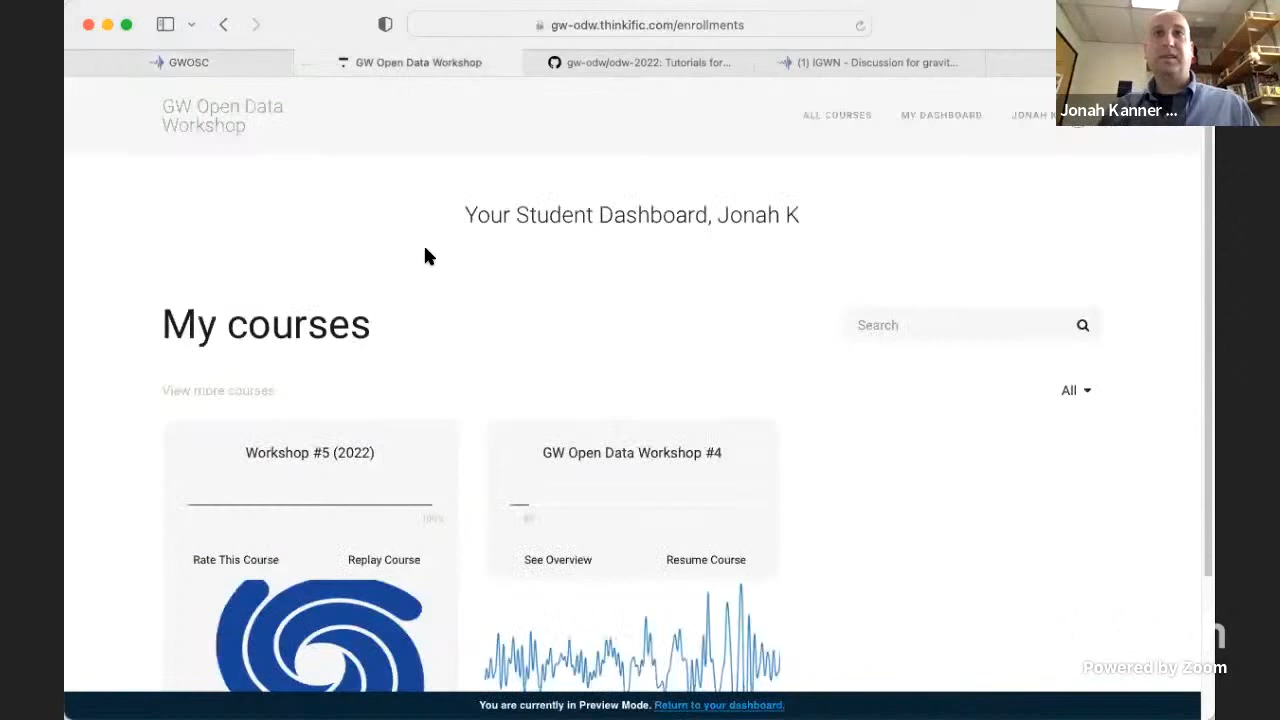 gw-odw.thinkific.com/enrollments
GWOSC
GW Open Data Workshop
gw-odw/odw-2022: Tutorials for...
(1) IGWN - Discussion for gravit...
Jonah Kanner ...
GW Open Data
Workshop
ALL COURSES
MY DASHBOARD
JONAH
Your Student Dashboard, Jonah K
My courses
Search
View more courses
All
Workshop #5 (2022)
GW Open Data Workshop #4
100%
Rate This Course
Replay Course
See Overview
Resume Course
Powered by Zoom
You are currently in Preview Mode. Return to your dashboard.